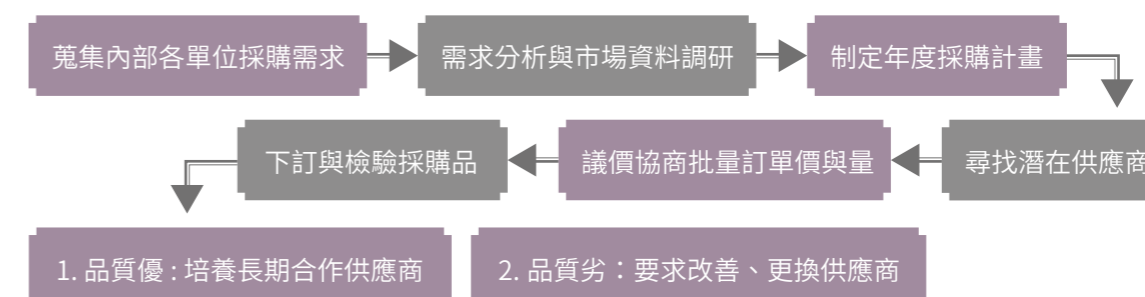 蒐集內部各單位採購需求
需求分析與市場資料調研
制定年度採購計畫
尋找潛在供應商
議價協商批量訂單價與量
下訂與檢驗採購品
1. 品質優 : 培養長期合作供應商
2. 品質劣：要求改善、更換供應商